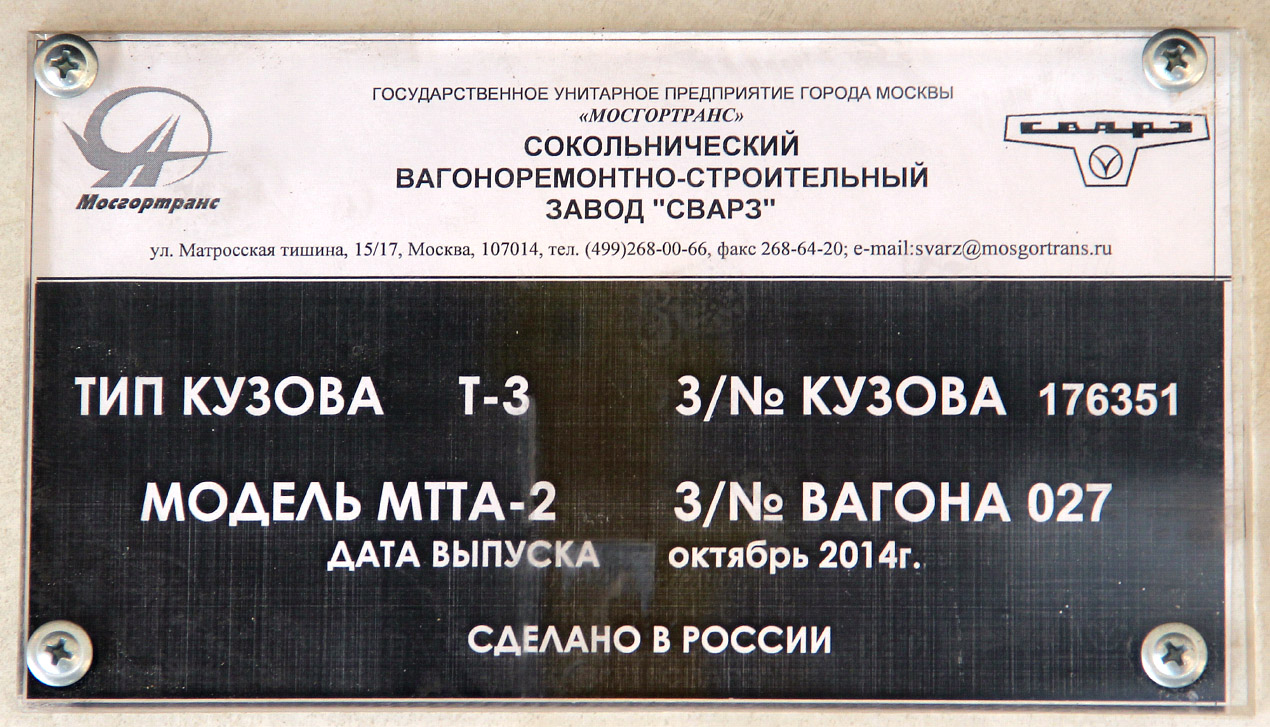 ГОСУДАРСТВЕННОЕ УНИТАРНОЕ ПРЕДПРИЯТИЕ ГОРОДА МОСКВЫ
«МОСГОРТРАНС»
СОКОЛЬНИЧЕСКИЙ
ВАГОНОРЕМОНТНО-СТРОИТЕЛЬНЫЙ
ЗАВОД "СВАРЗ"
Мосгортранс
СВАРЗ
ул. Матросская тишина, 15/17, Москва, 107014, тел. (499)268-00-66, факс 268-64-20; e-mail:svarz@mosgortrans.ru
ТИП КУЗОВА Т-3 З/№ КУЗОВА 176351
МОДЕЛЬ МТТА-2 З/№ ВАГОНА 027
ДАТА ВЫПУСКА октябрь 2014г.
СДЕЛАНО В РОССИИ